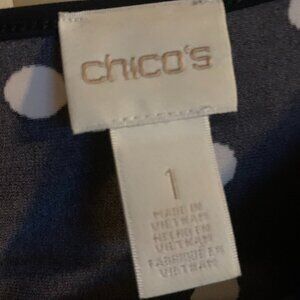 chico's
1
MADE IN
VIETNAM
HECHO EN
VIETNAM
FABRIQUÉ EN
VIETNAM